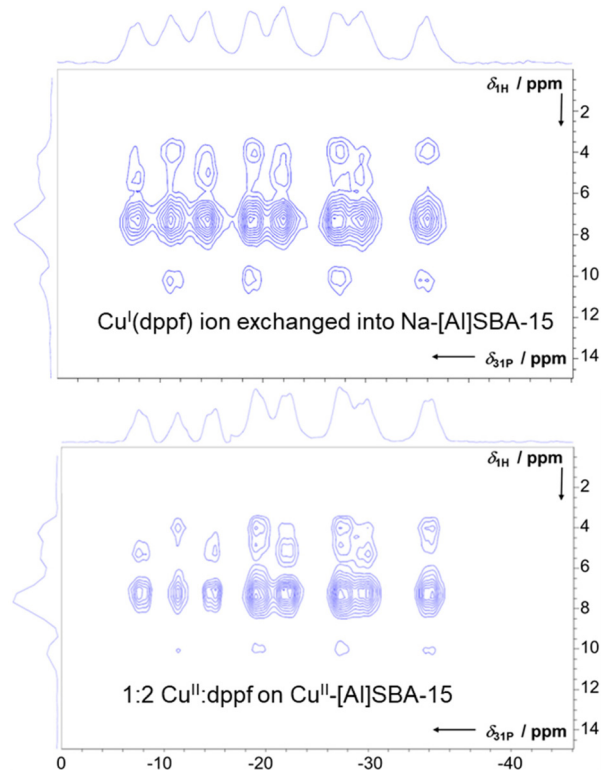 δ1H / ppm
2
4
6
8
10
12
14
Cuᴵ(dppf) ion exchanged into Na-[Al]SBA-15
δ31P / ppm
δ1H / ppm
2
4
6
8
10
12
14
1:2 Cuᴵᴵ:dppf on Cuᴵᴵ-[Al]SBA-15
δ31P / ppm
0 -10 -20 -30 -40